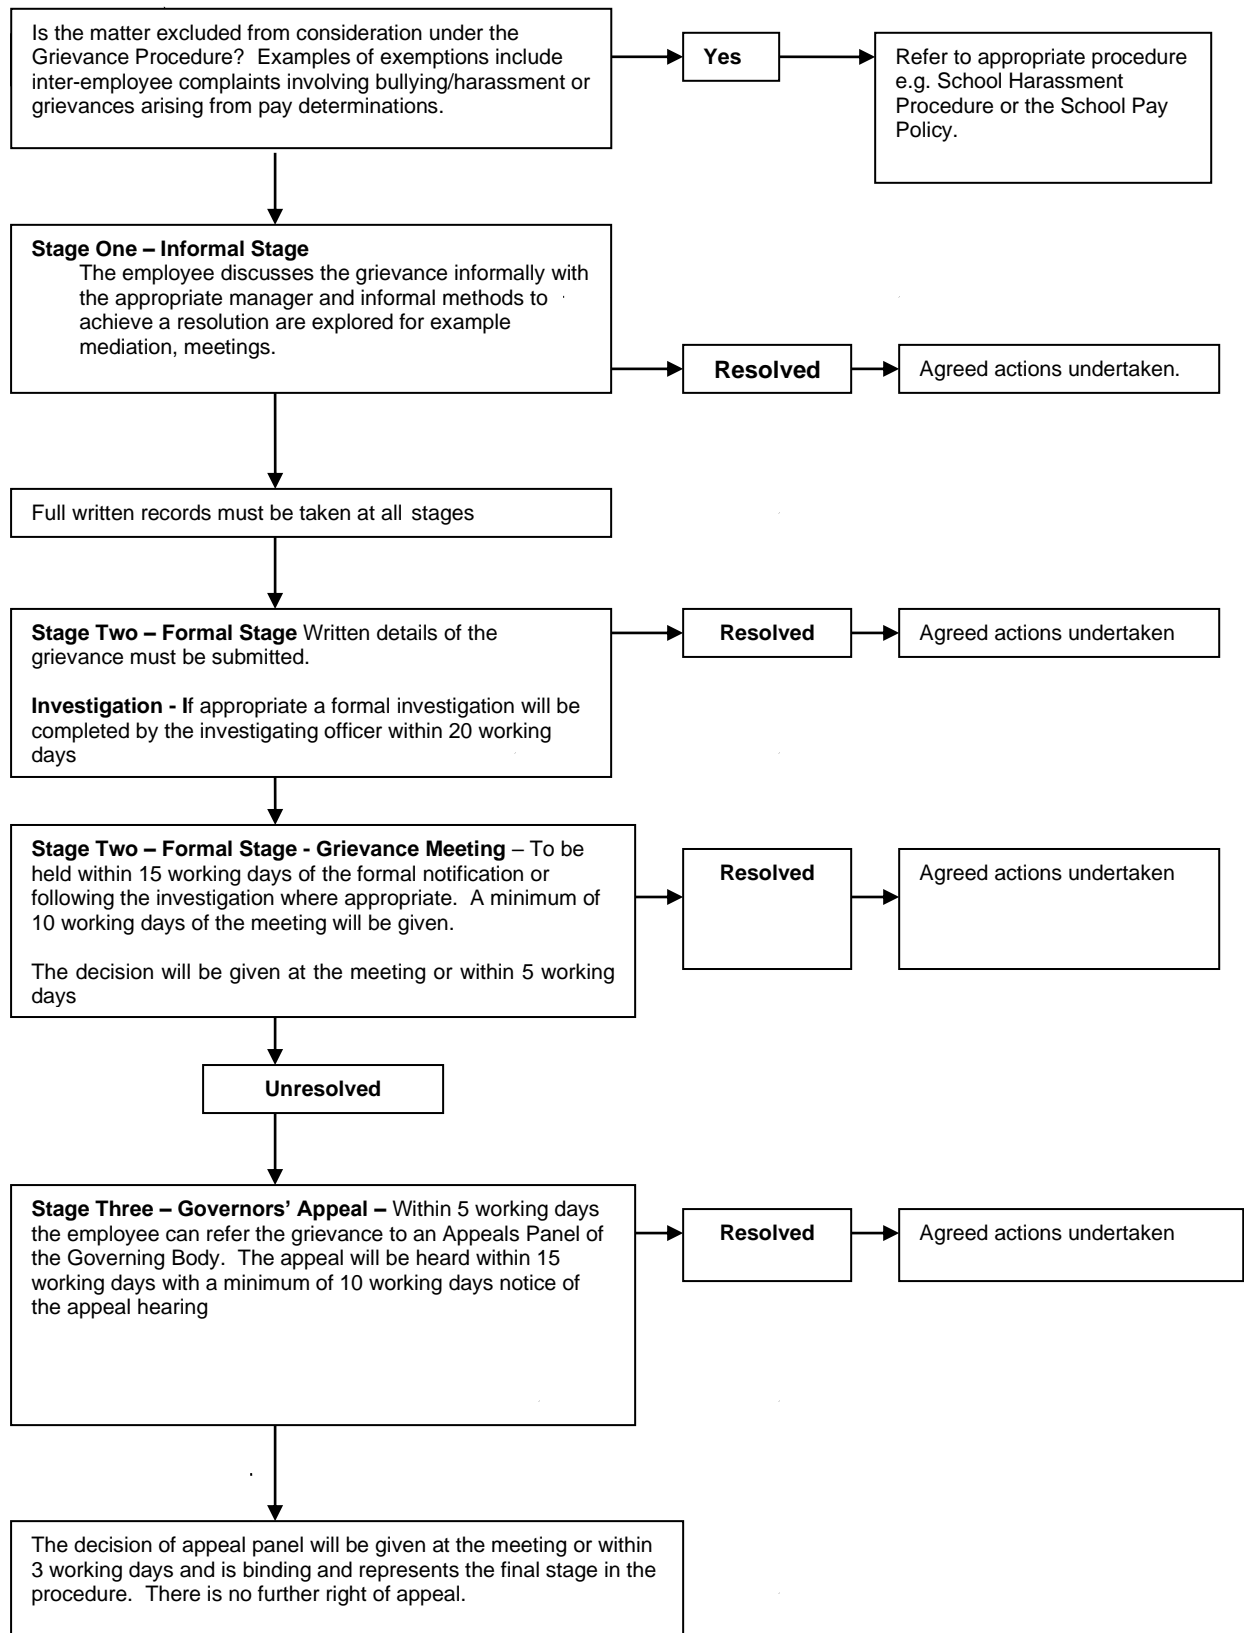 Is the matter excluded from consideration under the
Grievance Procedure? Examples of exemptions include
inter-employee complaints involving bullying/harassment or
grievances arising from pay determinations.
Yes
Refer to appropriate procedure
e.g. School Harassment
Procedure or the School Pay
Policy.
Stage One – Informal Stage
The employee discusses the grievance informally with
the appropriate manager and informal methods to
achieve a resolution are explored for example
mediation, meetings.
Resolved
Agreed actions undertaken.
Full written records must be taken at all stages
Stage Two – Formal Stage Written details of the
grievance must be submitted.
Investigation - If appropriate a formal investigation will be
completed by the investigating officer within 20 working
days
Resolved
Agreed actions undertaken
Stage Two – Formal Stage - Grievance Meeting – To be
held within 15 working days of the formal notification or
following the investigation where appropriate. A minimum of
10 working days of the meeting will be given.
The decision will be given at the meeting or within 5 working
days
Resolved
Agreed actions undertaken
Unresolved
Stage Three – Governors’ Appeal – Within 5 working days
the employee can refer the grievance to an Appeals Panel of
the Governing Body. The appeal will be heard within 15
working days with a minimum of 10 working days notice of
the appeal hearing
Resolved
Agreed actions undertaken
The decision of appeal panel will be given at the meeting or within
3 working days and is binding and represents the final stage in the
procedure. There is no further right of appeal.